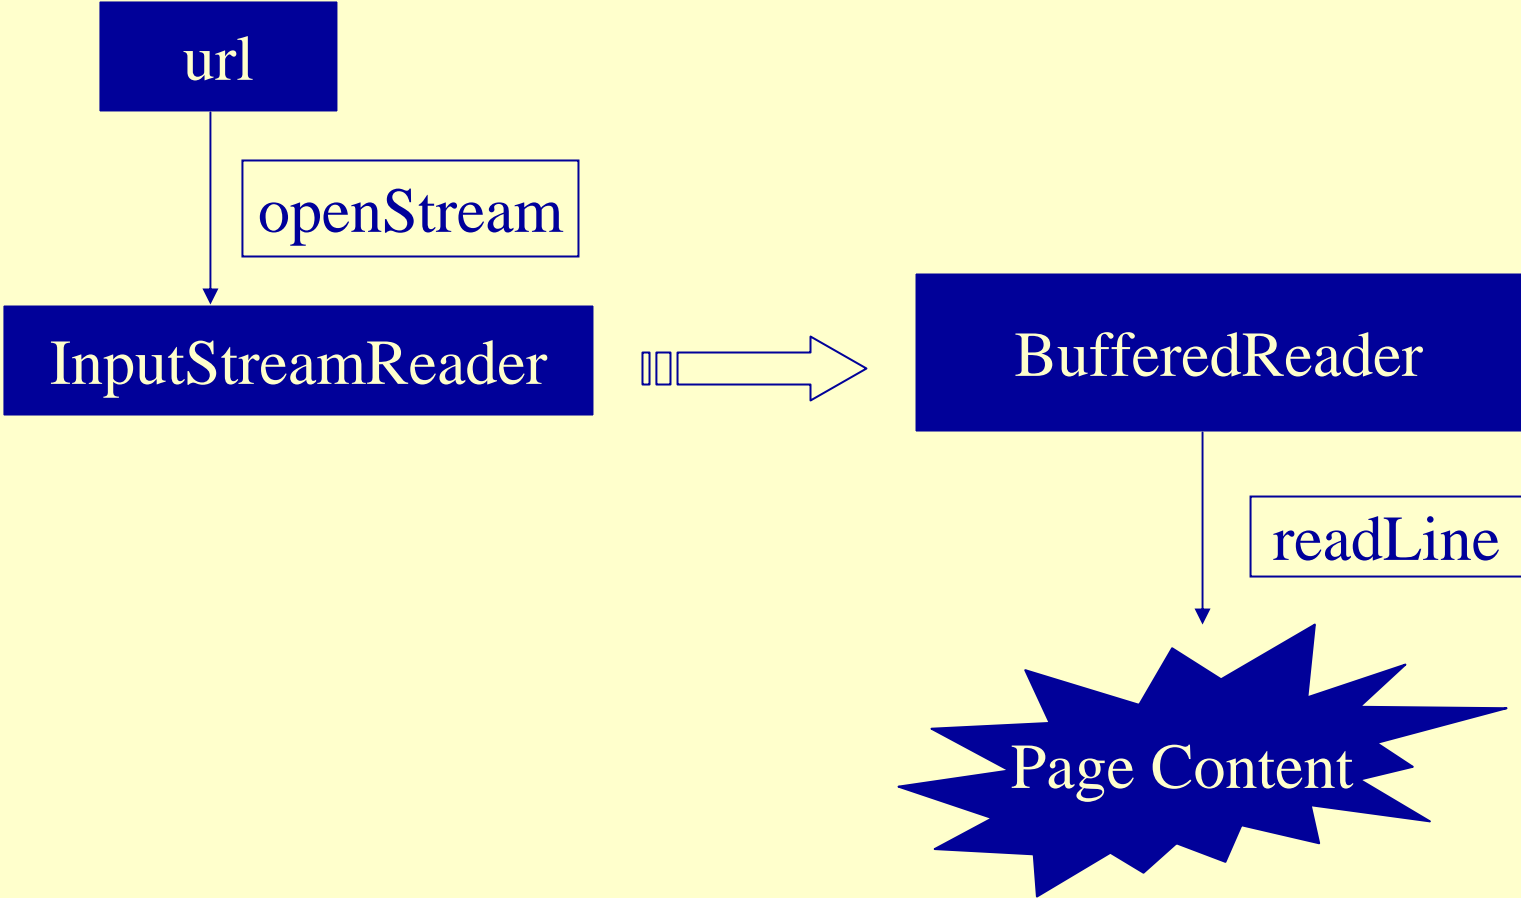 url
openStream
InputStreamReader
BufferedReader
readLine
Page Content